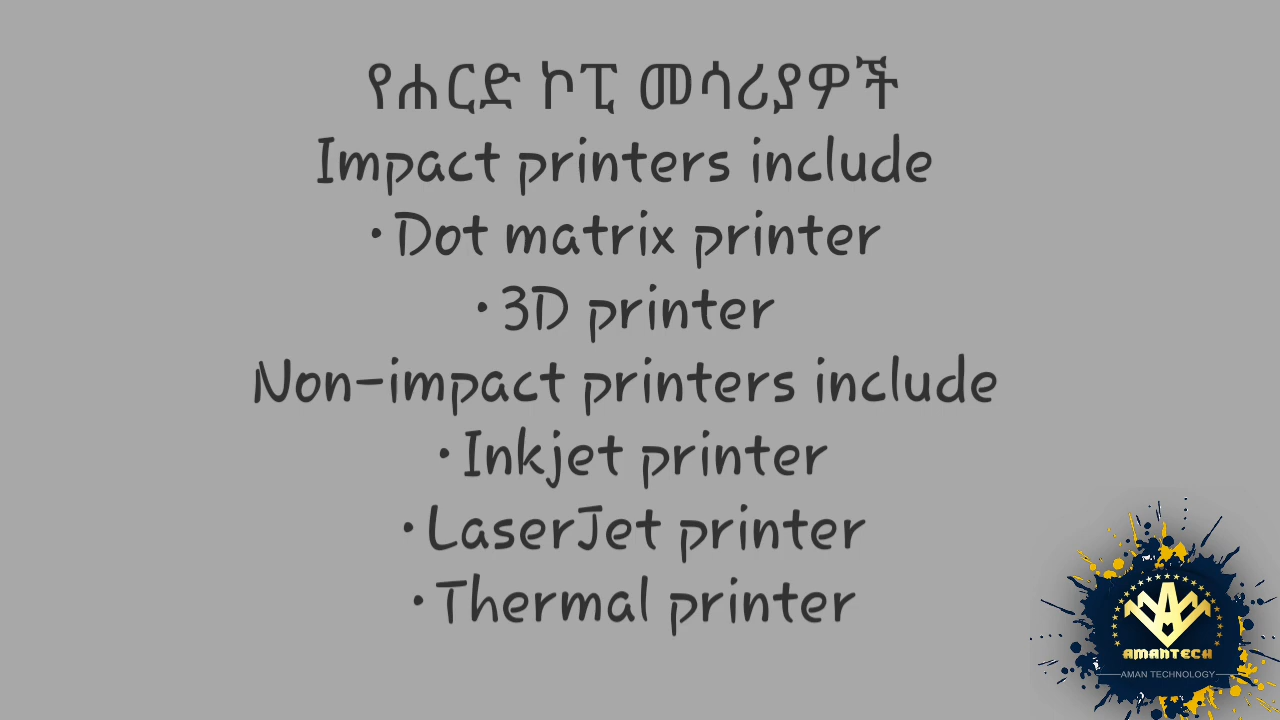 የሐርድ ኮፒ መሳሪያዎች
Impact printers include
• Dot matrix printer
• 3D printer
Non-impact printers include
• Inkjet printer
• LaserJet printer
• Thermal printer
AMANTECH
AMAN TECHNOLOGY